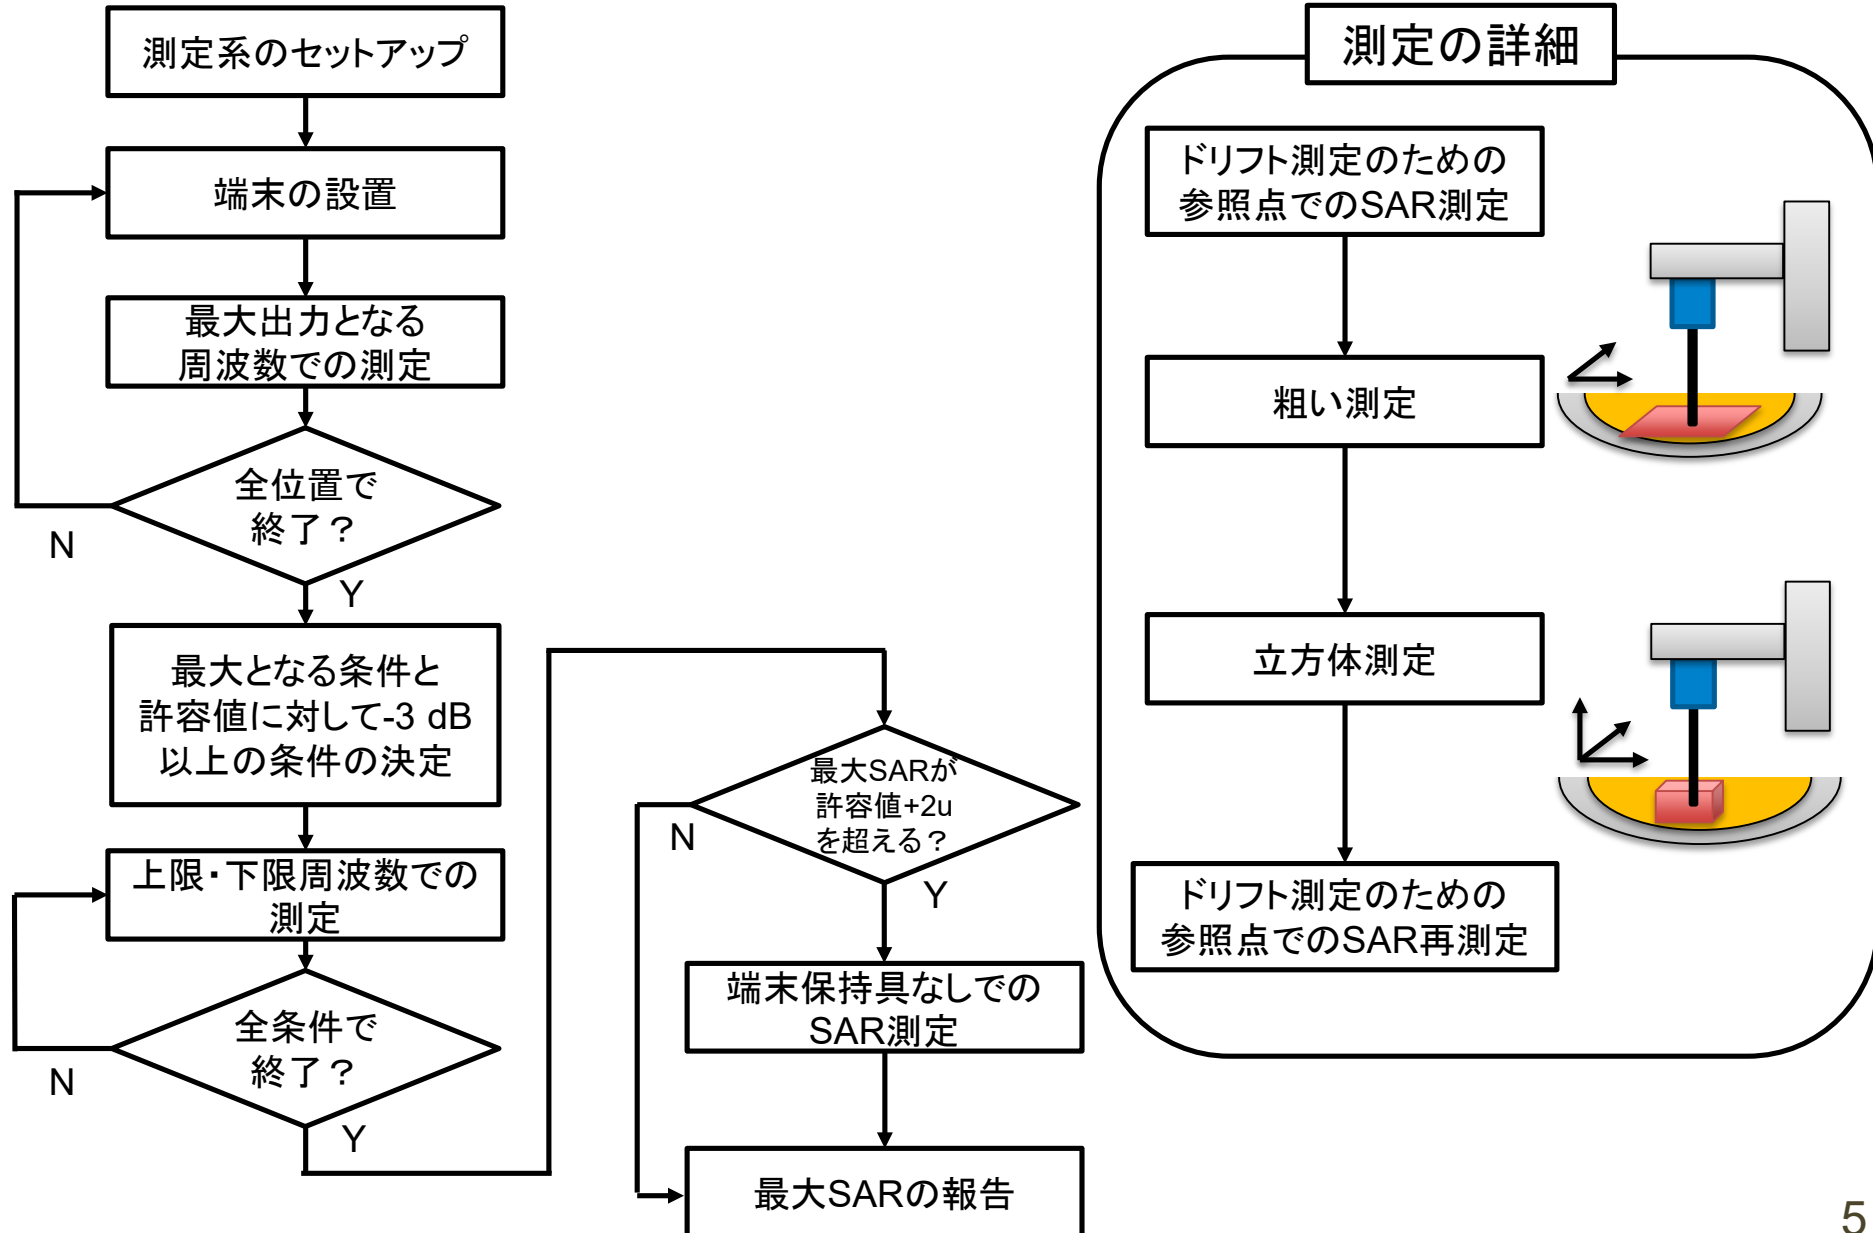 測定系のセットアップ
端末の設置
最大出力となる
周波数での測定
全位置で
終了？
N
Y
最大となる条件と
許容値に対して-3 dB
以上の条件の決定
上限・下限周波数での
測定
全条件で
終了？
N
Y
最大SARが
許容値+2u
を超える？
N
Y
端末保持具なしでの
SAR測定
最大SARの報告
測定の詳細
ドリフト測定のための
参照点でのSAR測定
粗い測定
立方体測定
ドリフト測定のための
参照点でのSAR再測定
5